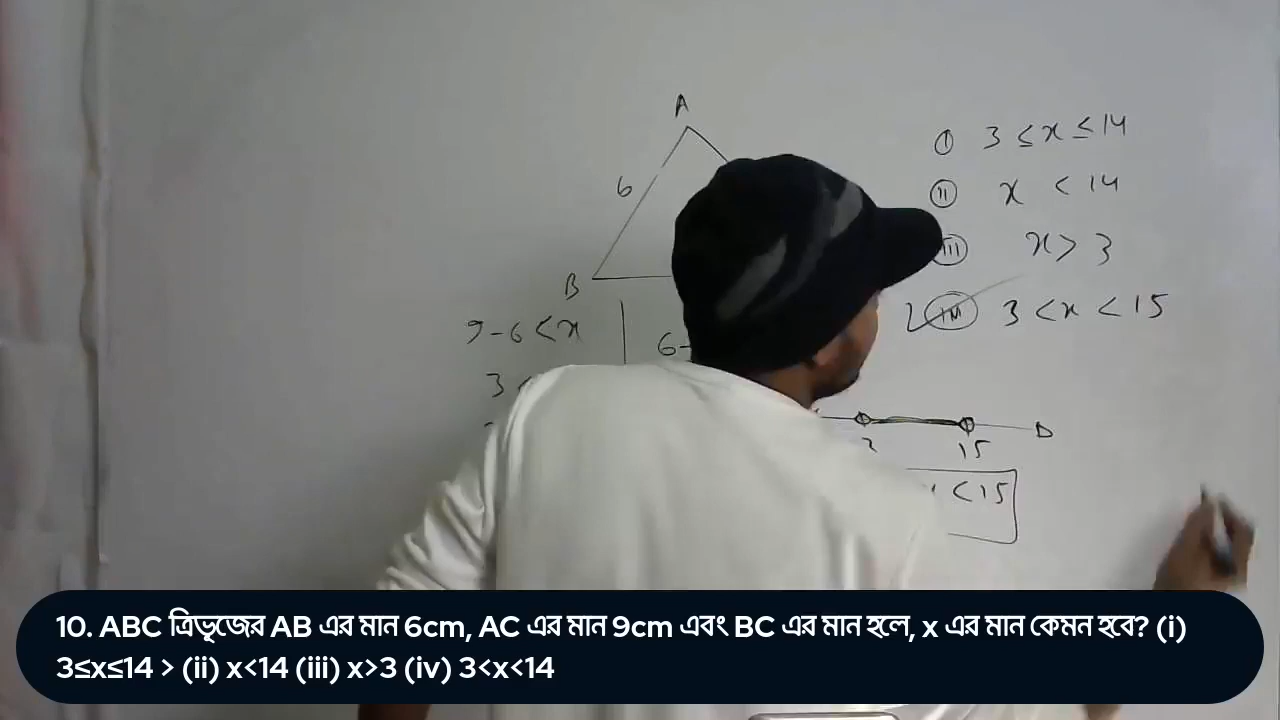 A
6
B
9-6 < x
6-
3 <
(I) 3 ≤ x ≤ 14
(II) x < 14
(III) x > 3
(IV) 3 < x < 15
15
D
< 15
10. ABC ত্রিভূজের AB এর মান 6cm, AC এর মান 9cm এবং BC এর মান হলে, x এর মান কেমন হবে? (i)
3≤x≤14 > (ii) x<14 (iii) x>3 (iv) 3<x<14